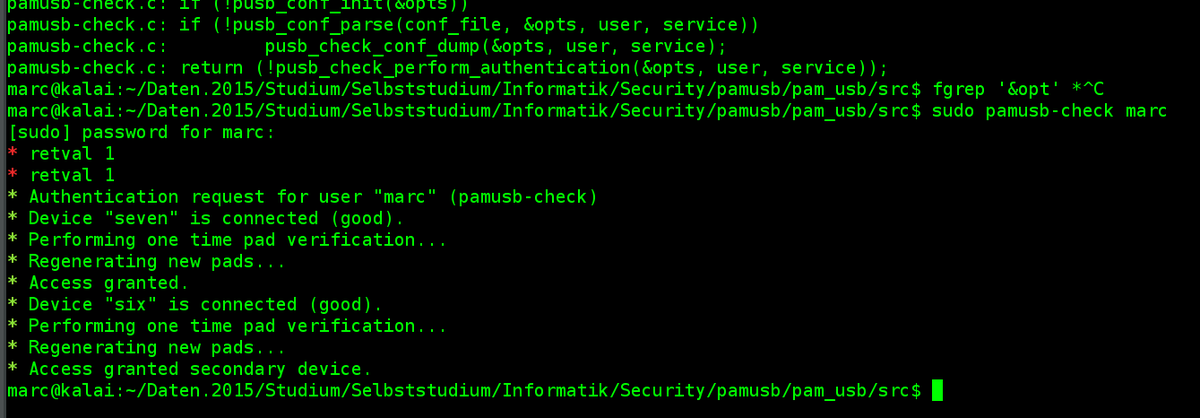 pamusb-check.c: if (!pusb_conf_init(&opts))
pamusb-check.c: if (!pusb_conf_parse(conf_file, &opts, user, service))
pamusb-check.c:         pusb_check_conf_dump(&opts, user, service);
pamusb-check.c: return (!pusb_check_perform_authentication(&opts, user, service));
marc@kalai:~/Daten.2015/Studium/Selbststudium/Informatik/Security/pamusb/pam_usb/src$ fgrep '&opt' *^C
marc@kalai:~/Daten.2015/Studium/Selbststudium/Informatik/Security/pamusb/pam_usb/src$ sudo pamusb-check marc
[sudo] password for marc:
* retval 1
* retval 1
* Authentication request for user "marc" (pamusb-check)
* Device "seven" is connected (good).
* Performing one time pad verification...
* Regenerating new pads...
* Access granted.
* Device "six" is connected (good).
* Performing one time pad verification...
* Regenerating new pads...
* Access granted secondary device.
marc@kalai:~/Daten.2015/Studium/Selbststudium/Informatik/Security/pamusb/pam_usb/src$